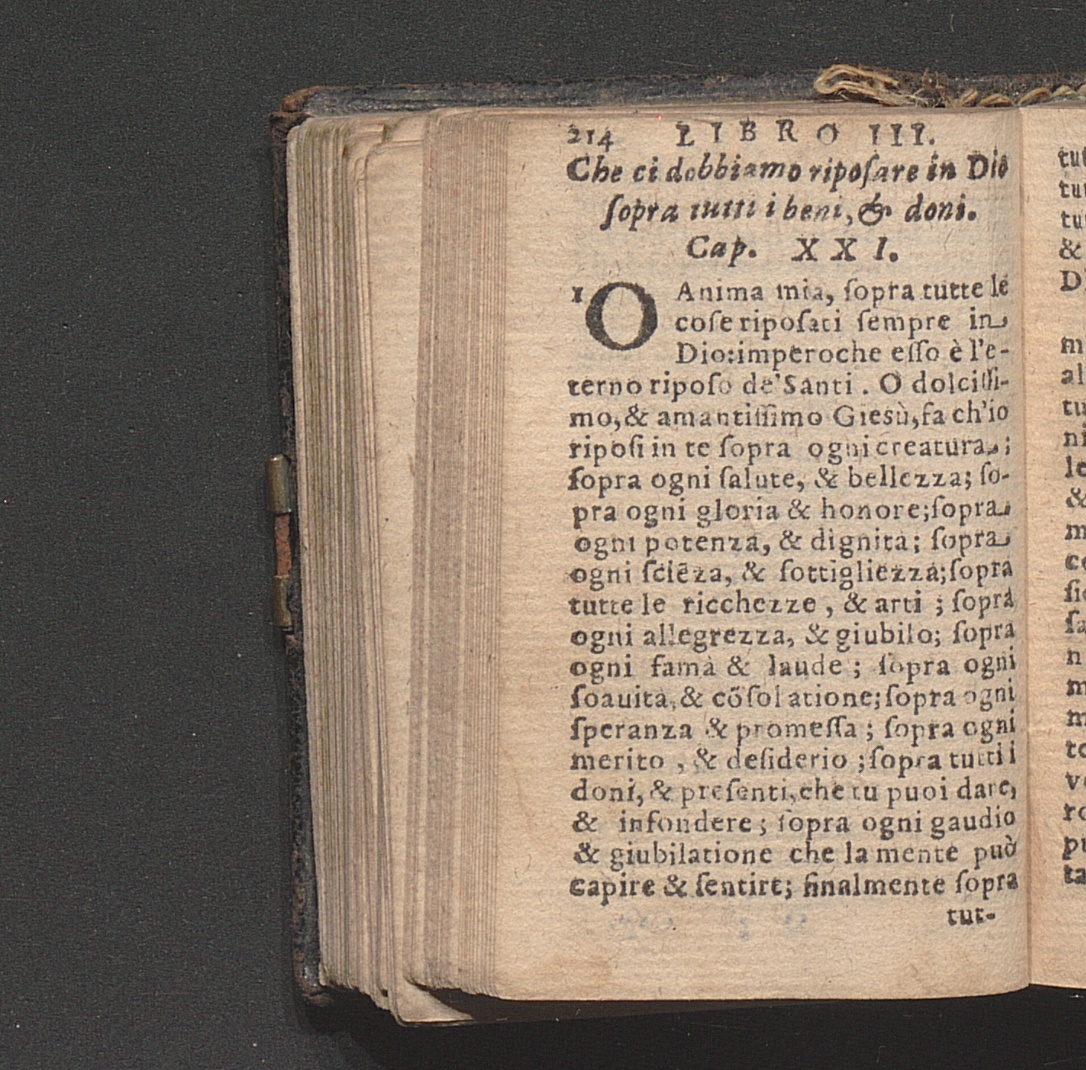 214 LIBRO III.
Che ci dobbiamo riposare in Dio
sopra tutti i beni, & doni.
Cap. XXI.
1 O Anima mia, sopra tutte le
cose riposati sempre in
Dio: imperoche esso è l'e-
terno riposo de' Santi. O dolcissi-
mo, & amantissimo Giesù, fa ch'io
riposi in te sopra ogni creatura;
sopra ogni salute, & bellezza; so-
pra ogni gloria & honore; sopra
ogni potenza, & dignita; sopra
ogni sciẽza, & sottigliezza; sopra
tutte le ricchezze, & arti; sopra
ogni allegrezza, & giubilo; sopra
ogni fama & laude; sopra ogni
soauita, & cõsolatione; sopra ogni
speranza & promessa; sopra ogni
merito, & desiderio; sopra tutti i
doni, & presenti, che tu puoi dare,
& infondere; sopra ogni gaudio
& giubilatione che la mente può
capire & sentire; finalmente sopra
tut-